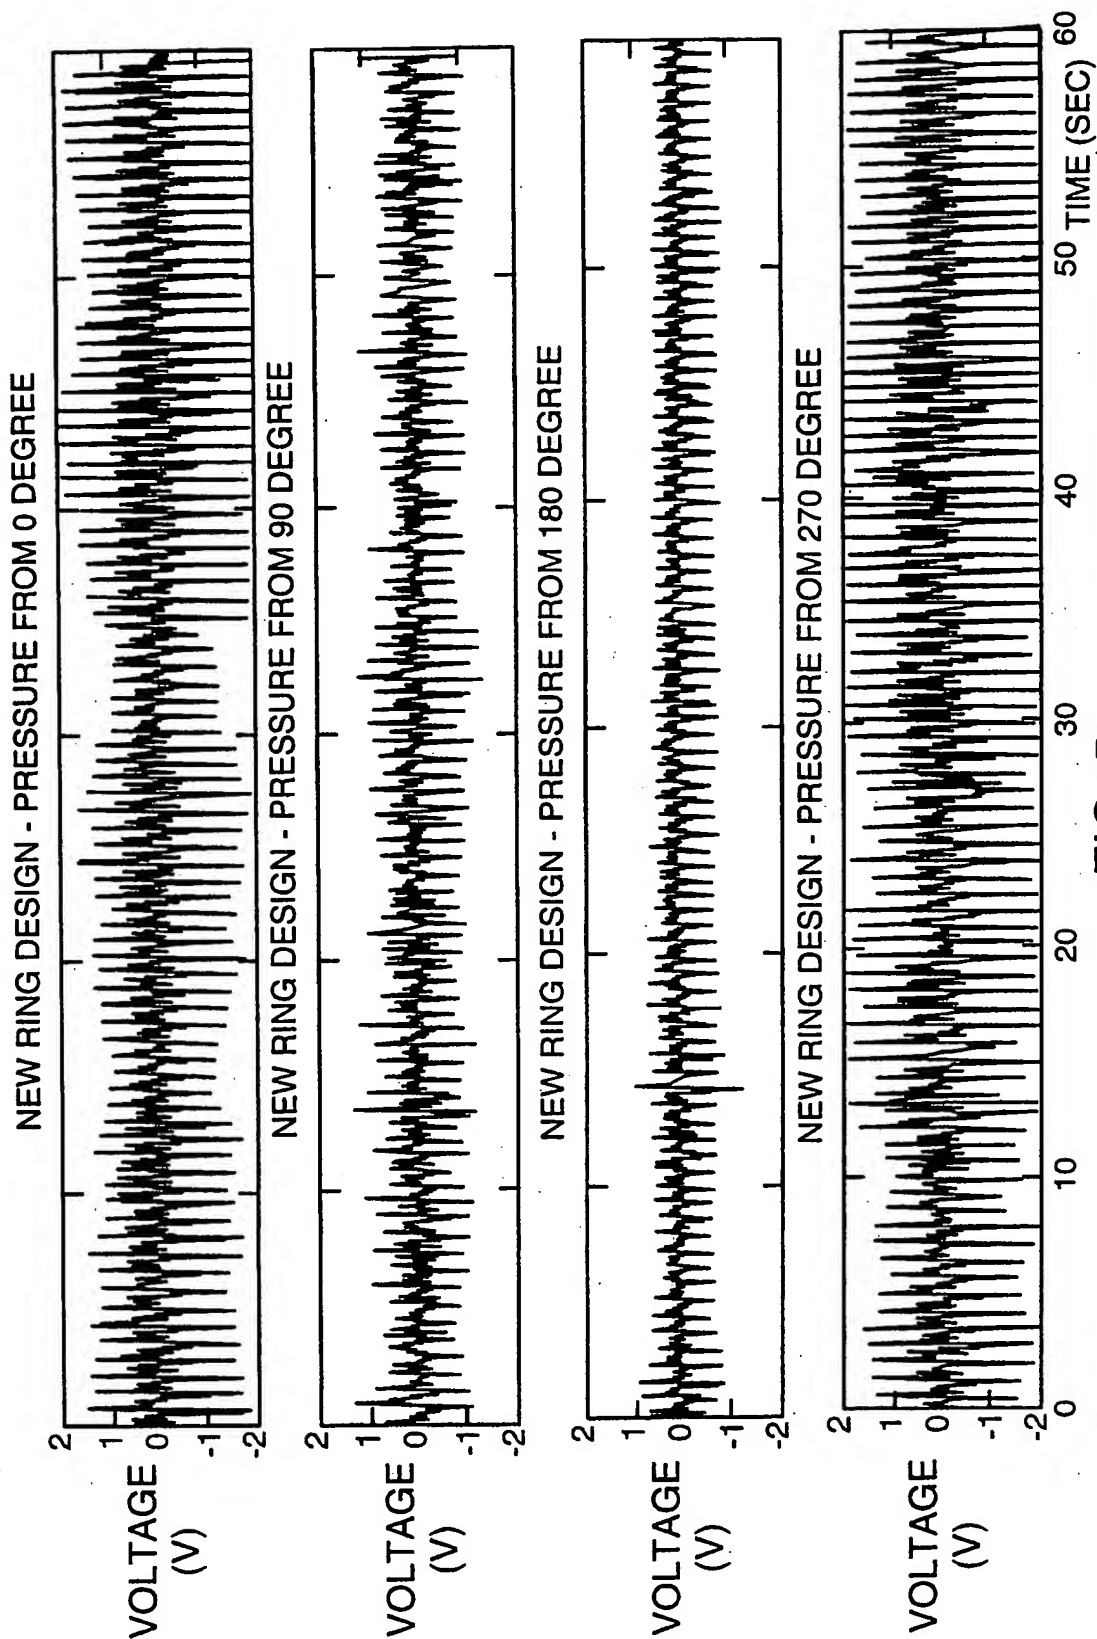 NEW RING DESIGN - PRESSURE FROM 0 DEGREE
VOLTAGE
(V)
2
1
0
-1
-2
NEW RING DESIGN - PRESSURE FROM 90 DEGREE
VOLTAGE
(V)
2
1
0
-1
-2
NEW RING DESIGN - PRESSURE FROM 180 DEGREE
VOLTAGE
(V)
2
1
0
-1
-2
NEW RING DESIGN - PRESSURE FROM 270 DEGREE
VOLTAGE
(V)
2
1
0
-1
-2
0 10 20 30 40 50 60
TIME (SEC)